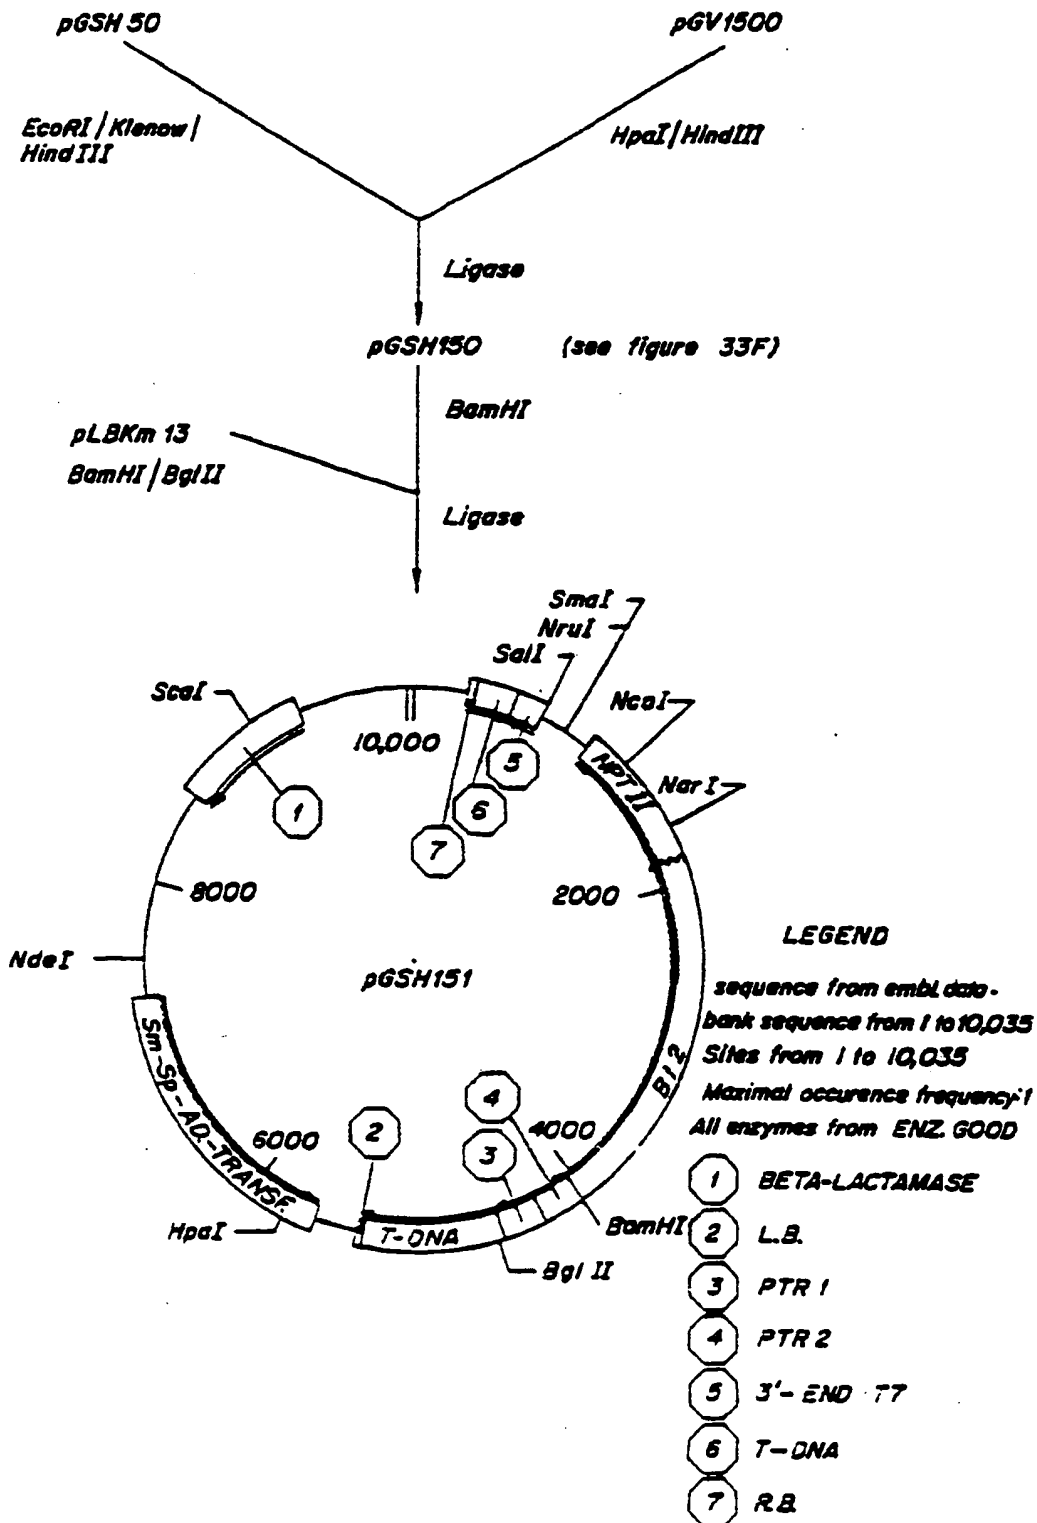 pGSH 50
pGV1500
EcoRI/Klenow/
HindIII
HpaI/HindIII
Ligase
pGSH150 (see figure 33F)
BamHI
pLBKm 13
BamHI/BglII
Ligase
SmaI
NruI
SalI
ScaI
NcoI
10,000
5
NPT II
NarI
1
6
7
8000
2000
LEGEND
NdeI
pGSH151
sequence from embl.data-
bank sequence from 1 to 10,035
Sites from 1 to 10,035
Bt 2
Maximal occurence frequency:1
All enzymes from ENZ. GOOD
Sm-Sp-AD.-TRANSF.
6000
2
4
3
4000
HpaI
T-DNA
BamHI
Bgl II
1 BETA-LACTAMASE
2 L.B.
3 PTR 1
4 PTR 2
5 3'-END T7
6 T-DNA
7 R.B.